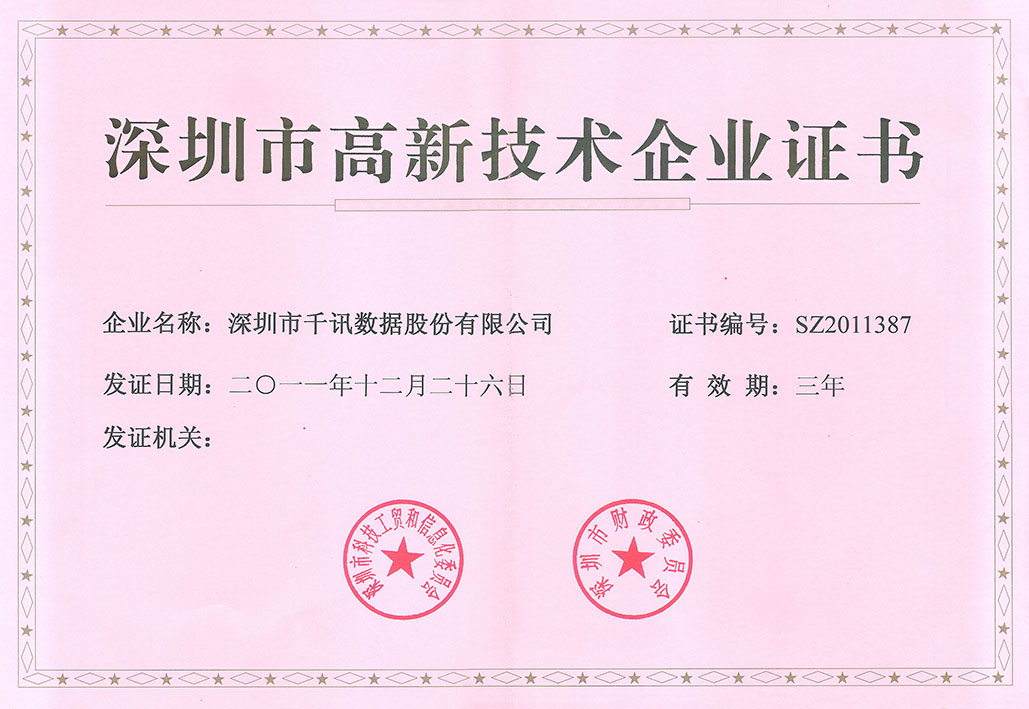 深圳市高新技术企业证书
企业名称：深圳市千讯数据股份有限公司
证书编号：SZ2011387
发证日期：二〇一一年十二月二十六日
有 效 期：三年
发证机关：
深圳市科技工贸和信息化委员会
深圳市财政委员会